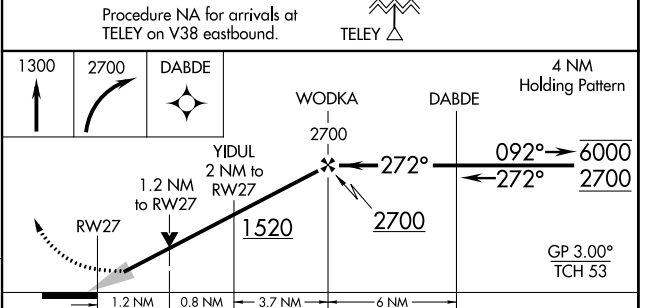 Procedure NA for arrivals at
TELEY on V38 eastbound.
TELEY
1300
2700
DABDE
4 NM
Holding Pattern
WODKA
DABDE
2700
YIDUL
2 NM to
RW27
1.2 NM
to RW27
RW27
272°
092°
6000
272°
2700
1520
2700
GP 3.00°
TCH 53
1.2 NM
0.8 NM
3.7 NM
6 NM